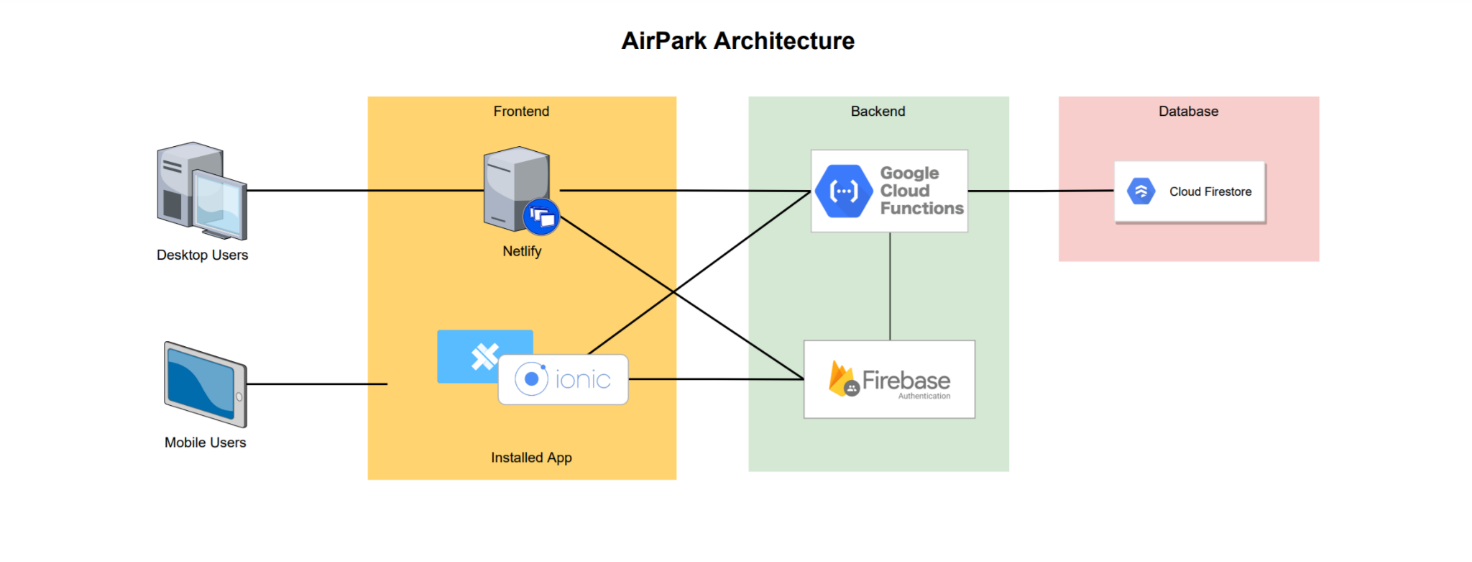 AirPark Architecture
Frontend
Backend
Database
Google
Cloud
Functions
Cloud Firestore
Desktop Users
Netlify
ionic
Firebase
Authentication
Mobile Users
Installed App